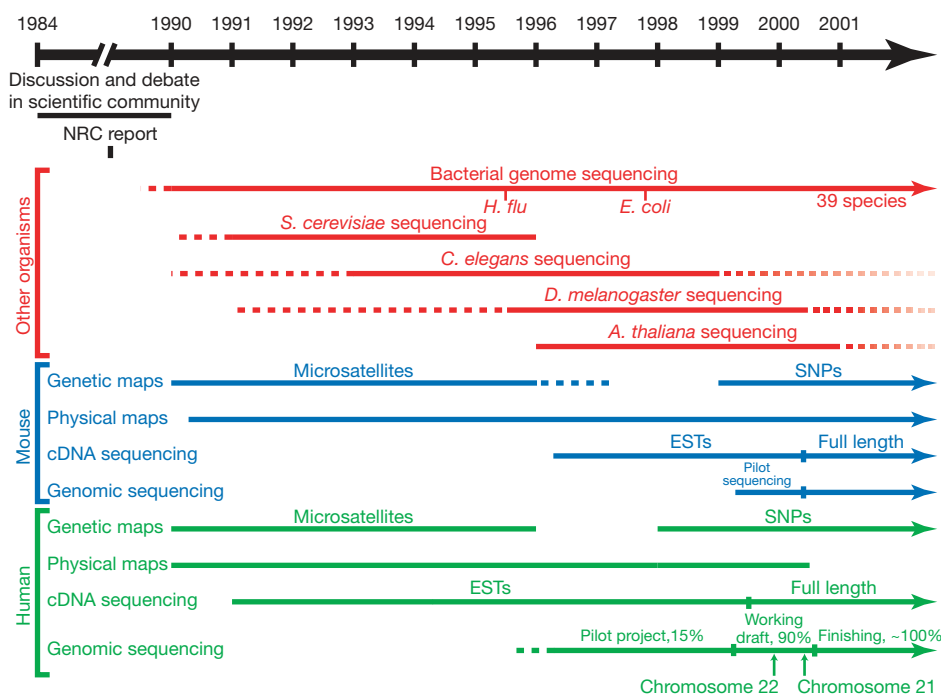 1984 1990 1991 1992 1993 1994 1995 1996 1997 1998 1999 2000 2001
Discussion and debate
in scientific community
NRC report
Other organisms
Bacterial genome sequencing
H. flu
E. coli
39 species
S. cerevisiae sequencing
C. elegans sequencing
D. melanogaster sequencing
A. thaliana sequencing
Mouse
Genetic maps
Microsatellites
SNPs
Physical maps
cDNA sequencing
ESTs
Full length
Genomic sequencing
Pilot
sequencing
Human
Genetic maps
Microsatellites
SNPs
Physical maps
cDNA sequencing
ESTs
Full length
Genomic sequencing
Pilot project,15%
Working
draft, 90%
Finishing, ~100%
Chromosome 22
Chromosome 21